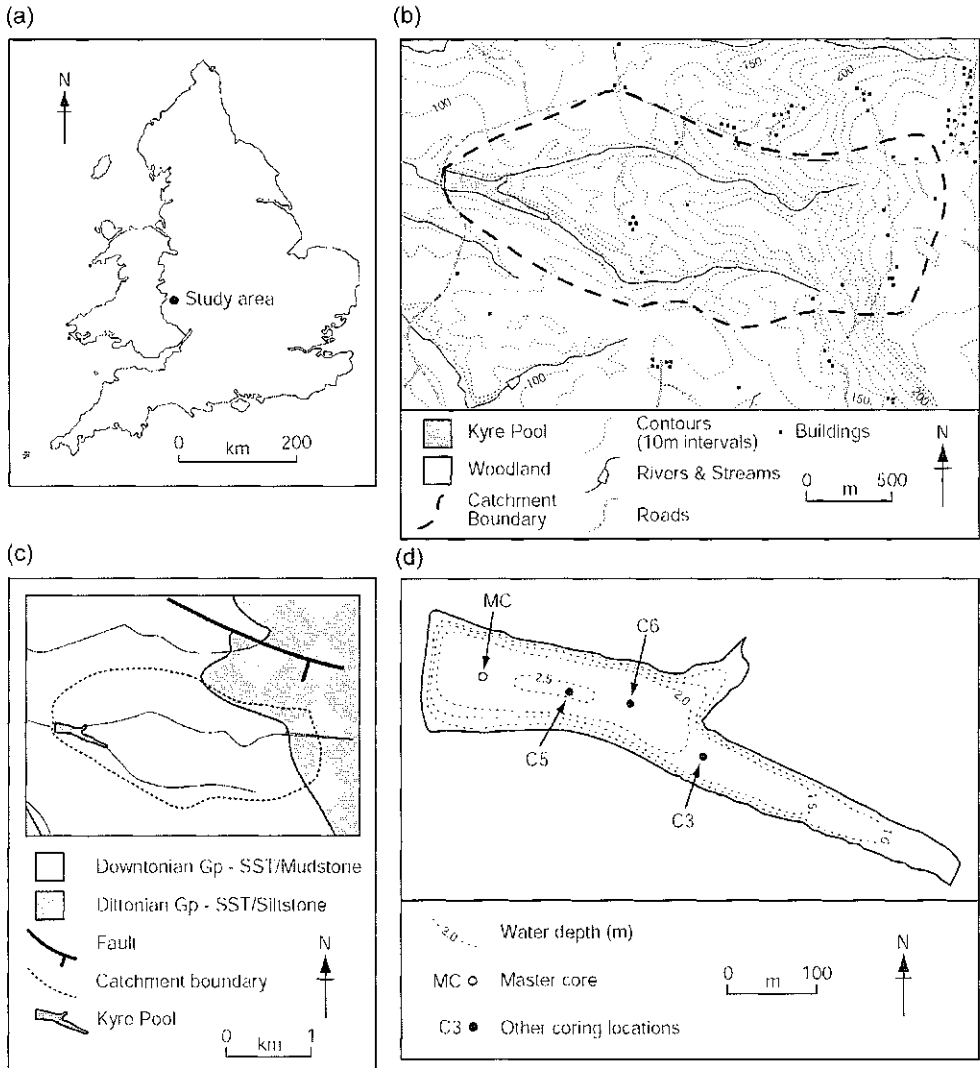 (a)
N
Study area
0 200
km
(b)
150
200
100
100
150
200
Kyre Pool
Woodland
Catchment
Boundary
Contours
(10m intervals)
Rivers & Streams
Roads
Buildings
0 500
m
N
(c)
Downtonian Gp - SST/Mudstone
Dittonian Gp - SST/Siltstone
Fault
Catchment boundary
Kyre Pool
N
0 1
km
(d)
MC
C6
2.5
2.0
C5
C3
1.5
2.0
Water depth (m)
MC Master core
C3 Other coring locations
0 100
m
N